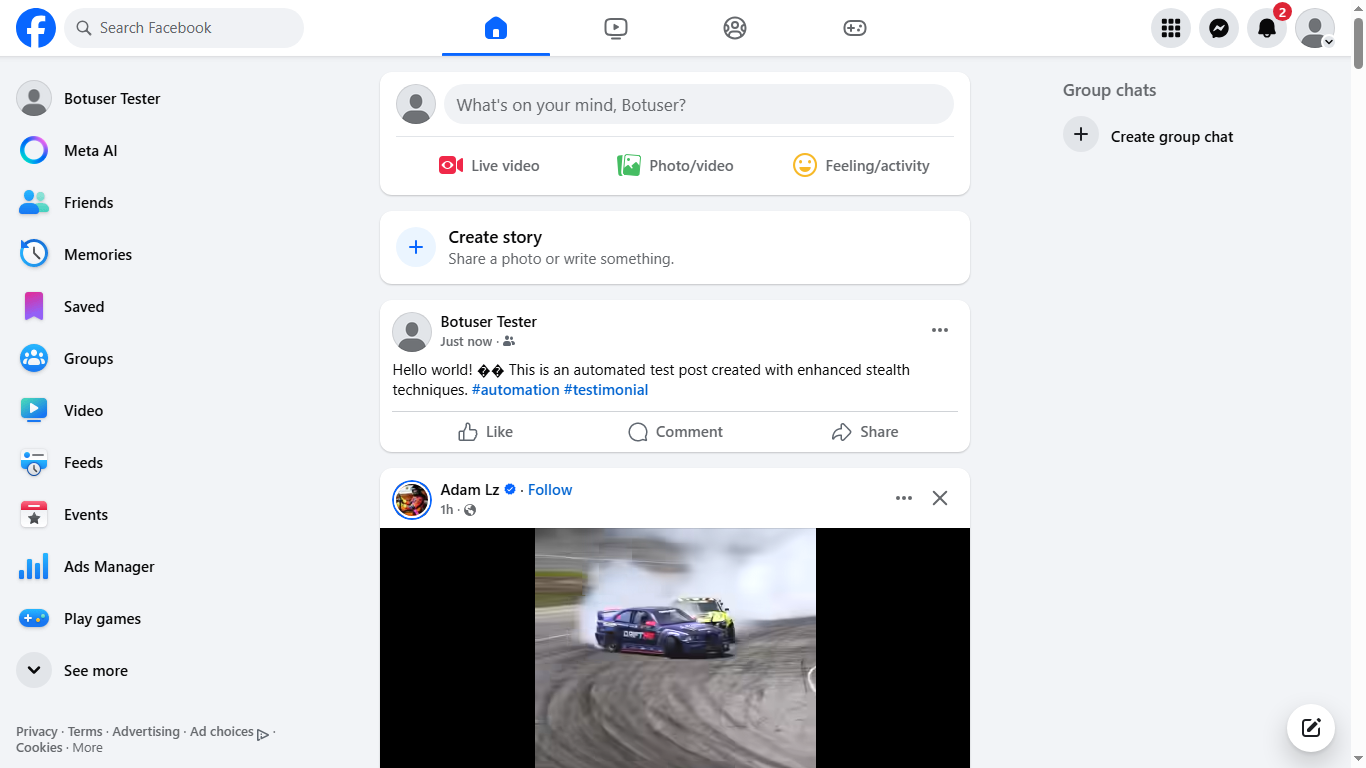 Search Facebook
2
Botuser Tester
Meta AI
Friends
Memories
Saved
Groups
Video
Feeds
Events
Ads Manager
Play games
See more
Privacy · Terms · Advertising · Ad choices ·
Cookies · More
What's on your mind, Botuser?
Live video
Photo/video
Feeling/activity
Create story
Share a photo or write something.
Botuser Tester
Just now ·
Hello world! �� This is an automated test post created with enhanced stealth
techniques. #automation #testimonial
Like
Comment
Share
Adam Lz · Follow
1h ·
DRIFT
Group chats
Create group chat